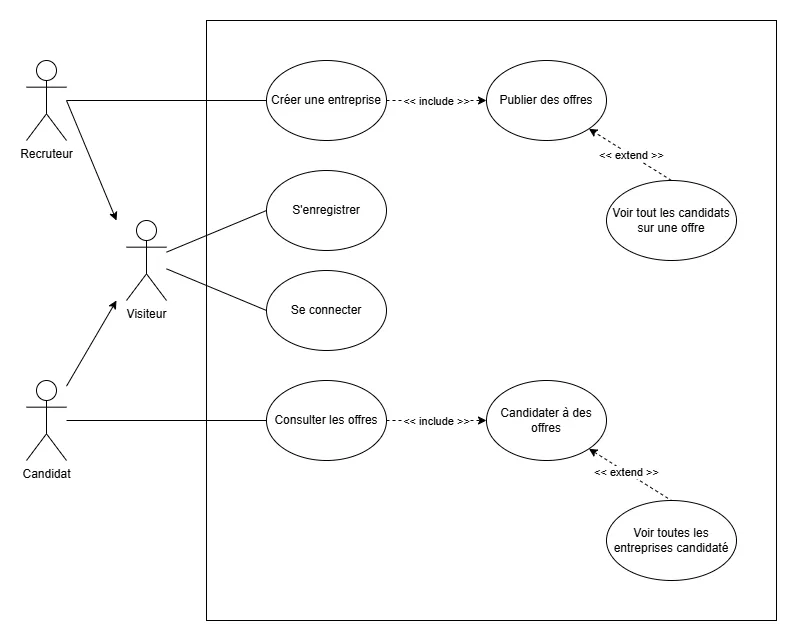 Créer une entreprise
<< include >>
Publier des offres
Recruteur
<< extend >>
S'enregistrer
Voir tout les candidats
sur une offre
Visiteur
Se connecter
Consulter les offres
<< include >>
Candidater à des
offres
Candidat
<< extend >>
Voir toutes les
entreprises candidaté